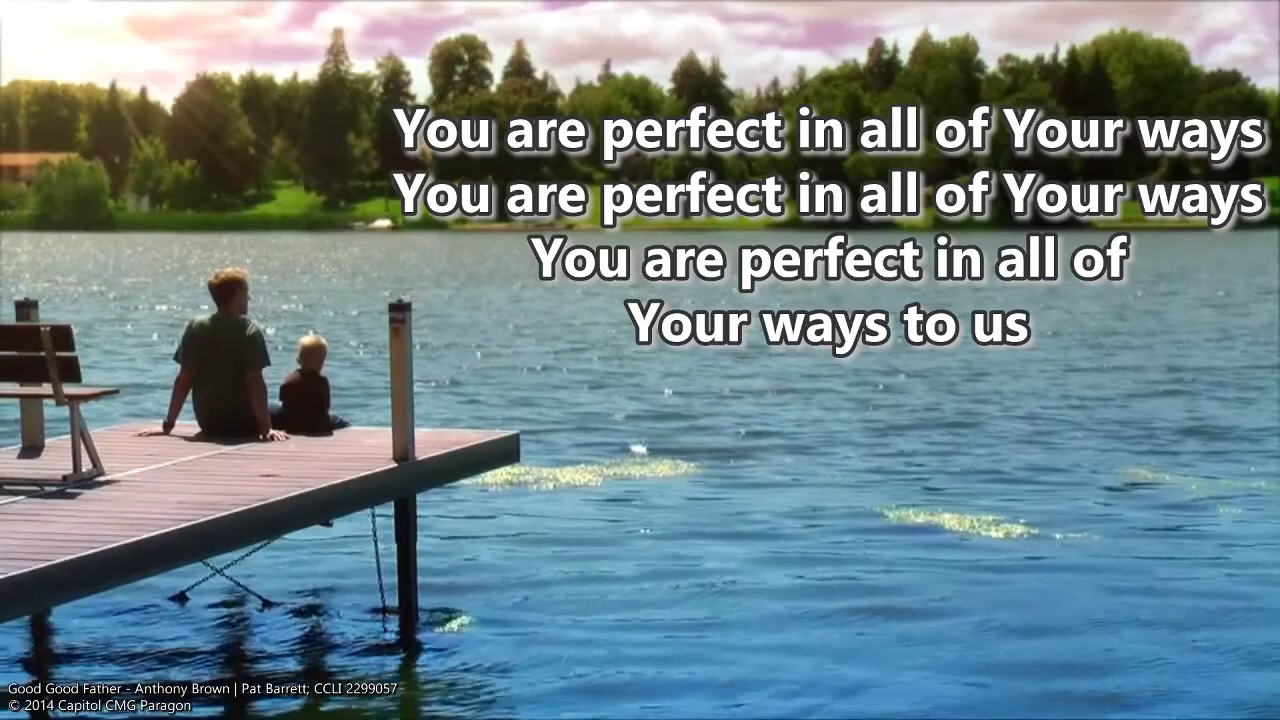 You are perfect in all of Your ways
You are perfect in all of Your ways
You are perfect in all of
Your ways to us
Good Good Father - Anthony Brown | Pat Barrett, CCLI 2299057
© 2014 Capitol CMG Paragon